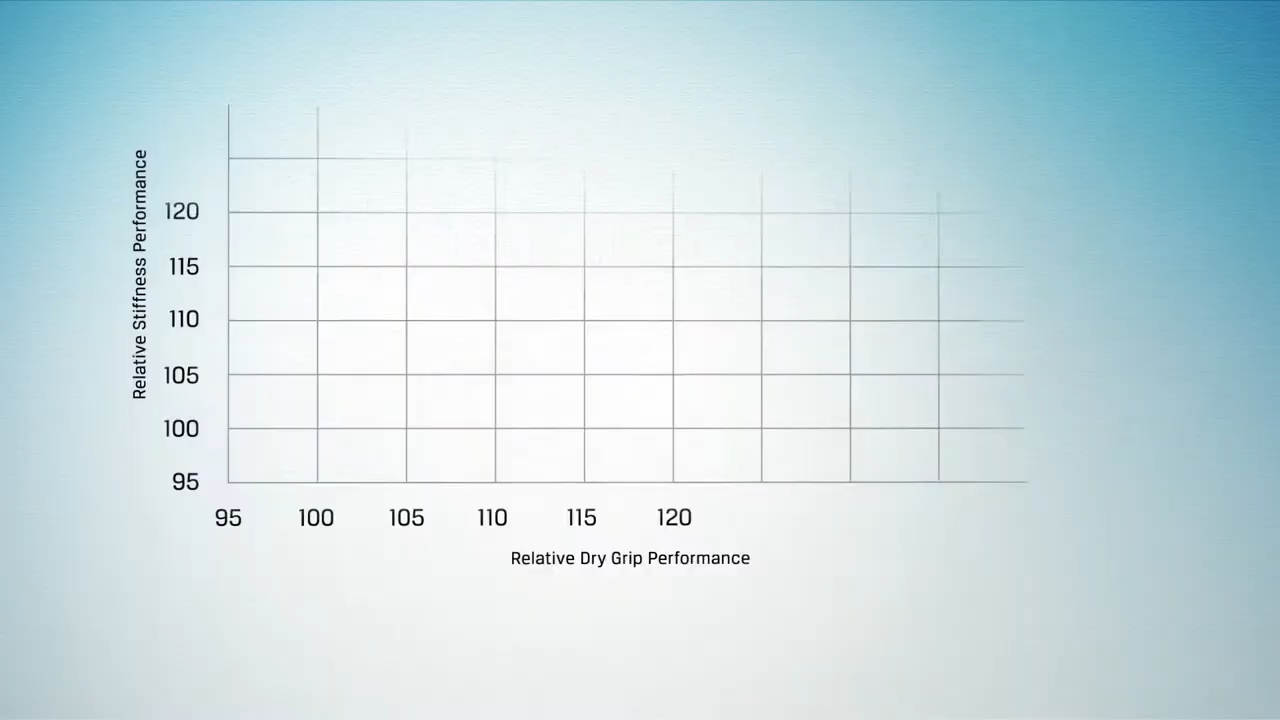 Relative Stiffness Performance
120
115
110
105
100
95
95 100 105 110 115 120
Relative Dry Grip Performance